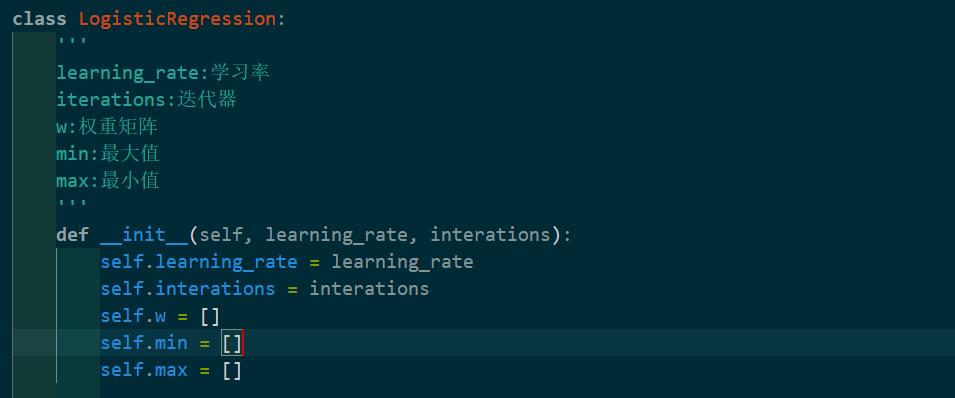 class LogisticRegression:
'''
learning_rate:学习率
iterations:迭代器
w:权重矩阵
min:最大值
max:最小值
'''
def __init__(self, learning_rate, interations):
self.learning_rate = learning_rate
self.interations = interations
self.w = []
self.min = []
self.max = []